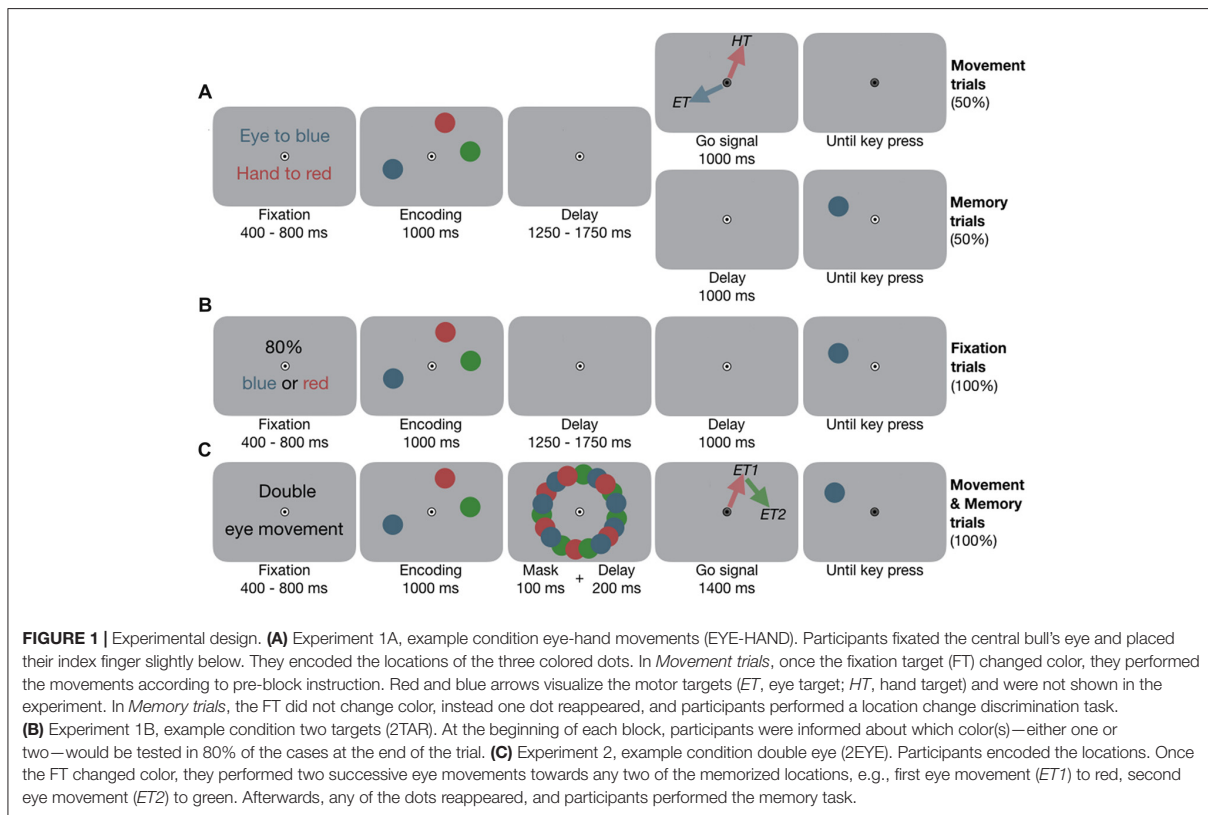 A
Eye to blue
Hand to red
Fixation
400 - 800 ms
Encoding
1000 ms
Delay
1250 - 1750 ms
HT
ET
Go signal
1000 ms
Until key press
Movement
trials
(50%)
Delay
1000 ms
Until key press
Memory
trials
(50%)
B
80%
blue or red
Fixation
400 - 800 ms
Encoding
1000 ms
Delay
1250 - 1750 ms
Delay
1000 ms
Until key press
Fixation
trials
(100%)
C
Double
eye movement
Fixation
400 - 800 ms
Encoding
1000 ms
Mask + Delay
100 ms 200 ms
ET1
ET2
Go signal
1400 ms
Until key press
Movement
& Memory
trials
(100%)
FIGURE 1 | Experimental design. (A) Experiment 1A, example condition eye-hand movements (EYE-HAND). Participants fixated the central bull's eye and placed
their index finger slightly below. They encoded the locations of the three colored dots. In Movement trials, once the fixation target (FT) changed color, they performed
the movements according to pre-block instruction. Red and blue arrows visualize the motor targets (ET, eye target; HT, hand target) and were not shown in the
experiment. In Memory trials, the FT did not change color, instead one dot reappeared, and participants performed a location change discrimination task.
(B) Experiment 1B, example condition two targets (2TAR). At the beginning of each block, participants were informed about which color(s)—either one or
two—would be tested in 80% of the cases at the end of the trial. (C) Experiment 2, example condition double eye (2EYE). Participants encoded the locations. Once
the FT changed color, they performed two successive eye movements towards any two of the memorized locations, e.g., first eye movement (ET1) to red, second
eye movement (ET2) to green. Afterwards, any of the dots reappeared, and participants performed the memory task.